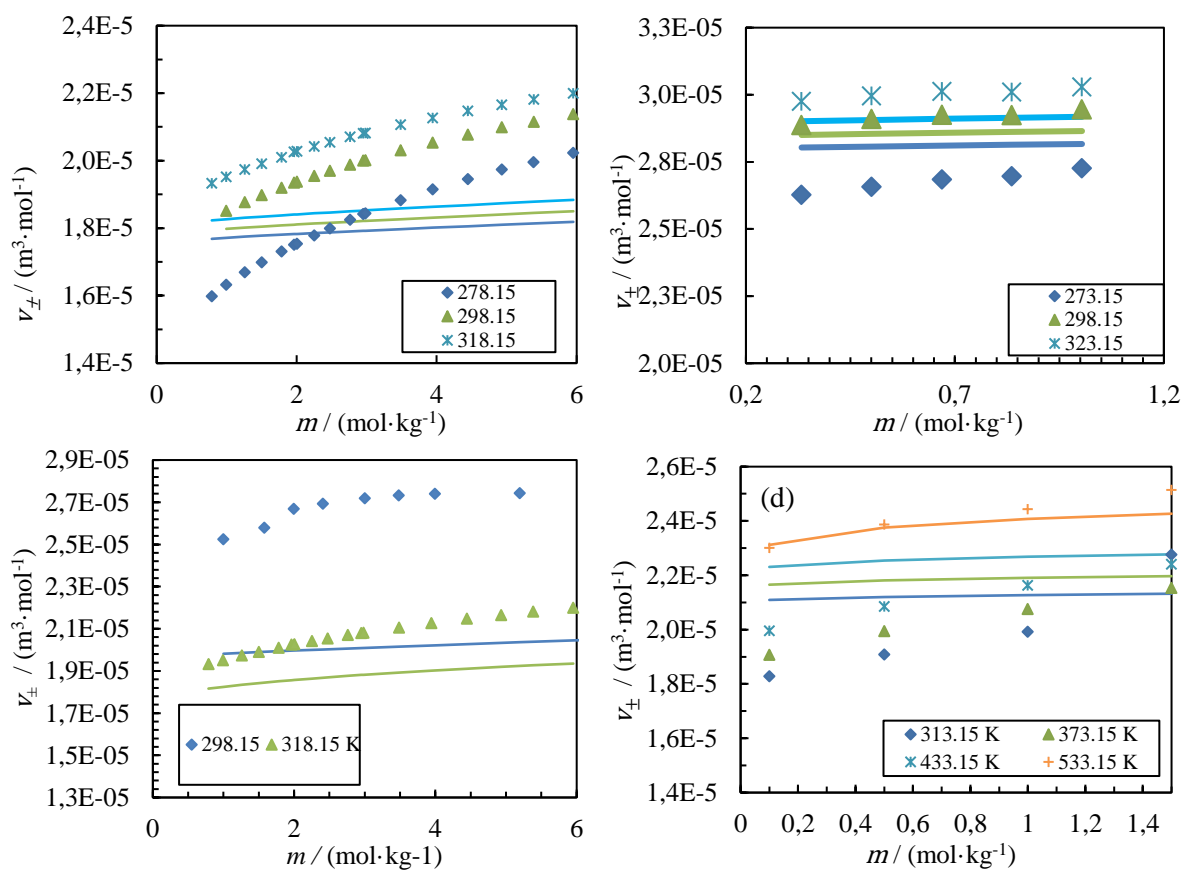 2,4E-5
2,2E-5
2,0E-5
1,8E-5
1,6E-5
1,4E-5
v± / (m³·mol⁻¹)
278.15
298.15
318.15
0 2 4 6
m / (mol·kg⁻¹)
3,3E-05
3,0E-05
2,8E-05
2,5E-05
2,3E-05
2,0E-05
v± / (m³·mol⁻¹)
273.15
298.15
323.15
0,2 0,7 1,2
m / (mol·kg⁻¹)
2,9E-05
2,7E-05
2,5E-05
2,3E-05
2,1E-05
1,9E-05
1,7E-05
1,5E-05
1,3E-05
v± / (m³·mol⁻¹)
298.15 318.15 K
0 2 4 6
m / (mol·kg-1)
(d)
2,6E-5
2,4E-5
2,2E-5
2,0E-5
1,8E-5
1,6E-5
1,4E-5
v± / (m³·mol⁻¹)
313.15 K 373.15 K
433.15 K 533.15 K
0 0,2 0,4 0,6 0,8 1 1,2 1,4
m / (mol·kg⁻¹)